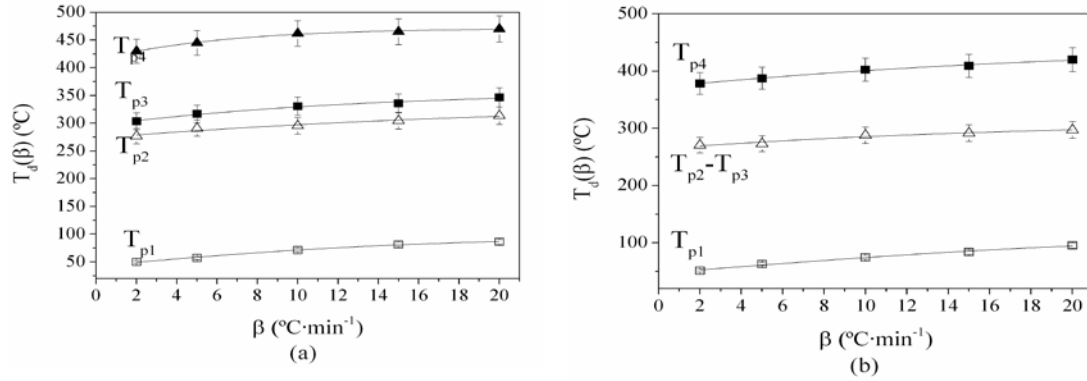 500
450
400
350
300
250
200
150
100
50
T_d(β) (ºC)
T_p4
T_p3
T_p2
T_p1
0 2 4 6 8 10 12 14 16 18 20
β (ºC·min⁻¹)
(a)
500
400
300
200
100
T_d(β) (ºC)
T_p4
T_p2-T_p3
T_p1
0 2 4 6 8 10 12 14 16 18 20
β (ºC·min⁻¹)
(b)